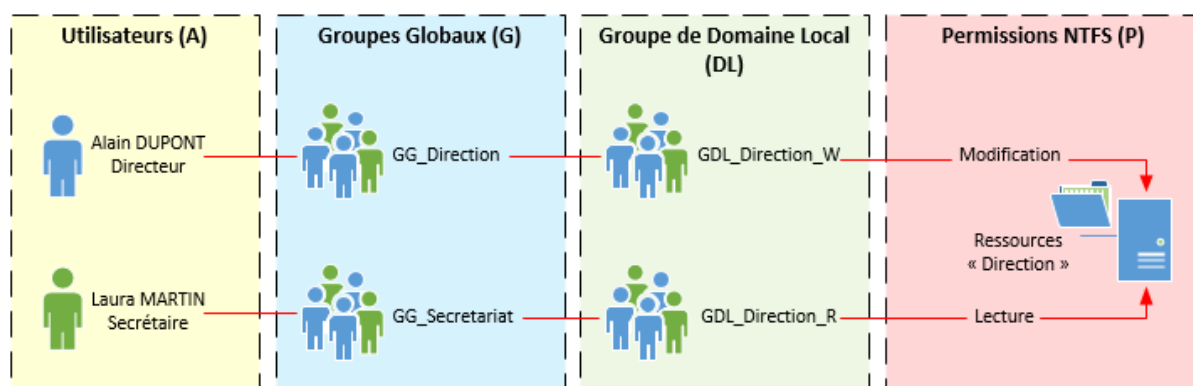 Utilisateurs (A)
Groupes Globaux (G)
Groupe de Domaine Local
(DL)
Permissions NTFS (P)
Alain DUPONT
Directeur
GG_Direction
GDL_Direction_W
Modification
Ressources
« Direction »
Laura MARTIN
Secrétaire
GG_Secretariat
GDL_Direction_R
Lecture